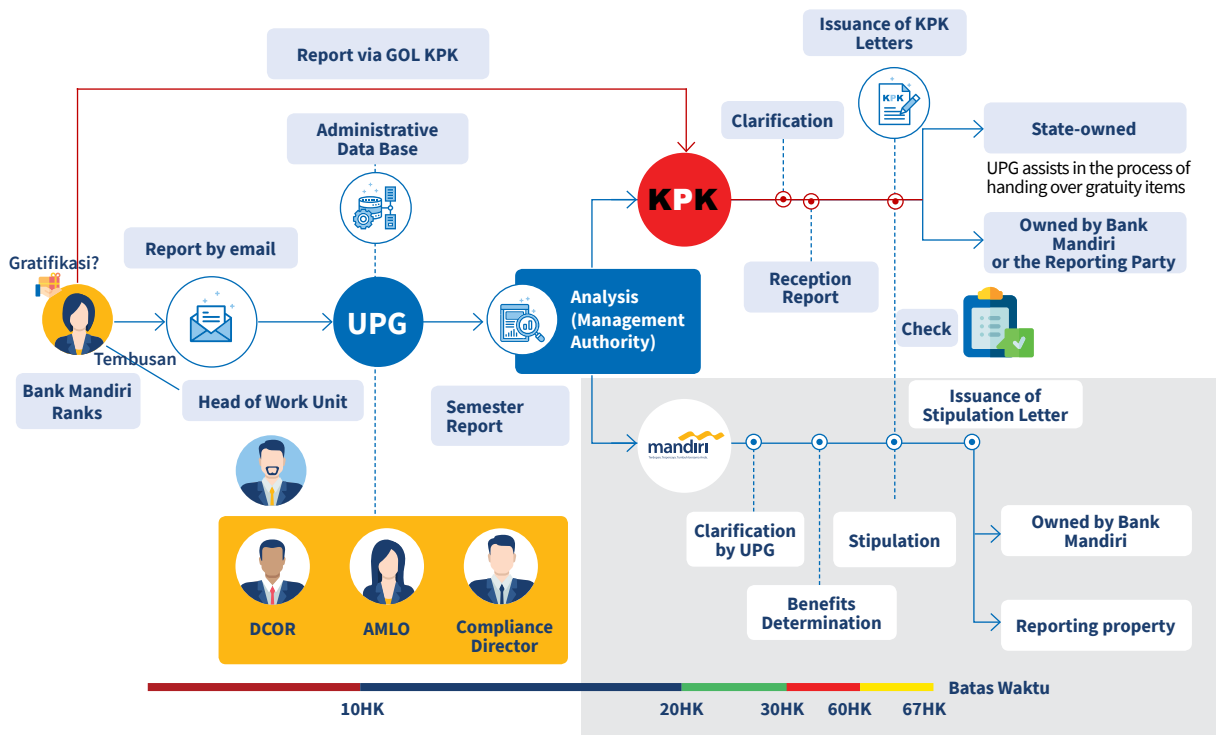 Issuance of KPK
Letters
Report via GOL KPK
KPK
Clarification
State-owned
Administrative
Data Base
UPG assists in the process of
handing over gratuity items
KPK
Report by email
Owned by Bank
Mandiri
or the Reporting Party
Gratifikasi?
Reception
Report
UPG
Analysis
(Management
Authority)
Check
Tembusan
Bank Mandiri
Ranks
Head of Work Unit
Semester
Report
Issuance of
Stipulation Letter
mandiri
Clarification
by UPG
Stipulation
Owned by Bank
Mandiri
Benefits
Determination
Reporting property
DCOR
AMLO
Compliance
Director
Batas Waktu
10HK
20HK
30HK
60HK
67HK